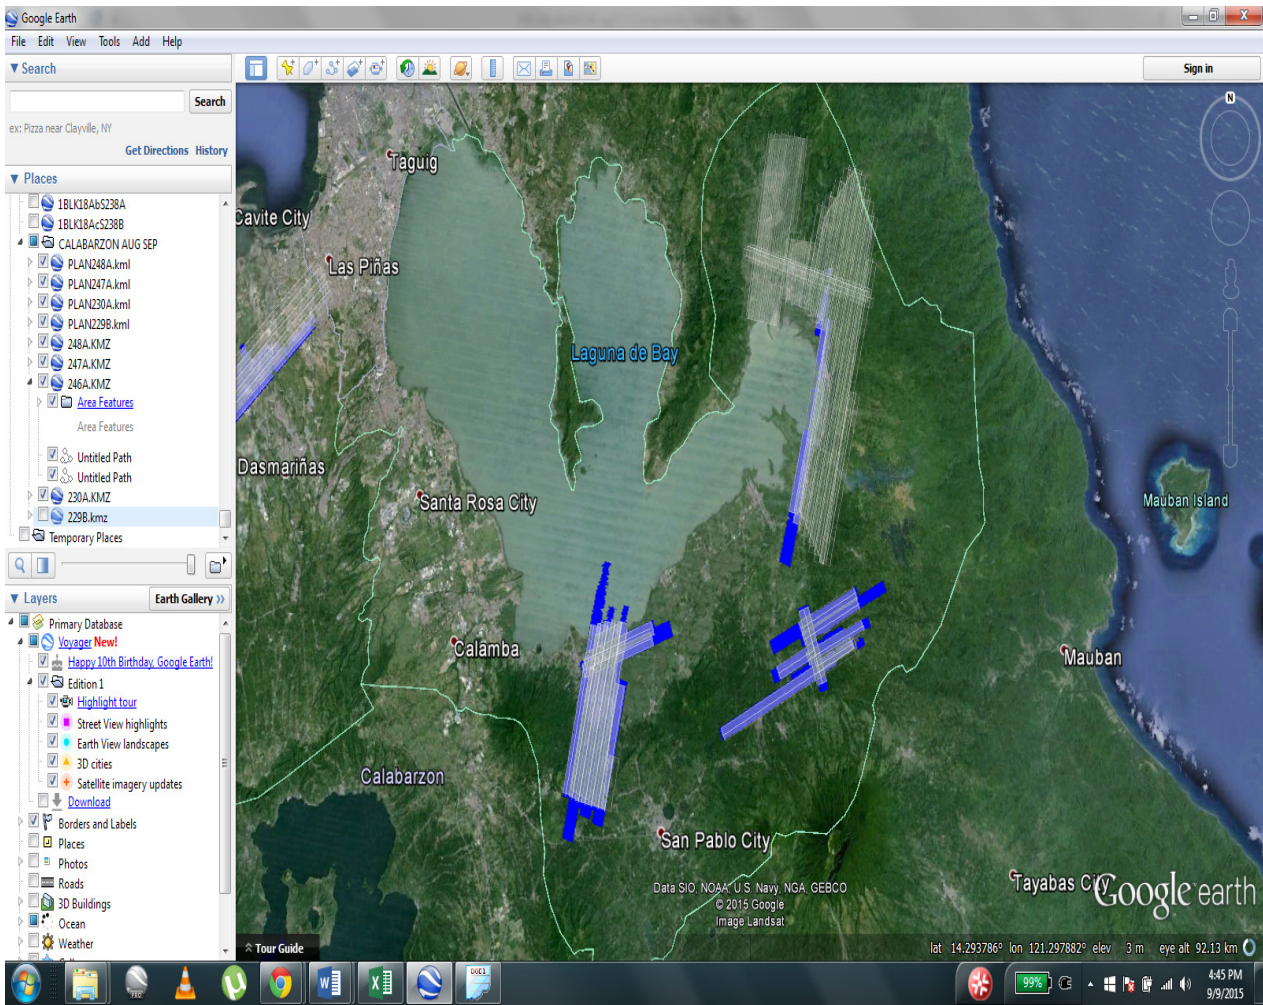 Google Earth
File Edit View Tools Add Help
Search
Search
ex: Pizza near Clayville, NY
Get Directions History
Places
1BLK18AbS238A
1BLK18AcS238B
CALABARZON AUG SEP
PLAN248A.kml
PLAN247A.kml
PLAN230A.kml
PLAN229B.kml
248A.KMZ
247A.KMZ
246A.KMZ
Area Features
Area Features
Untitled Path
Untitled Path
230A.KMZ
229B.kmz
Temporary Places
Layers
Earth Gallery >>
Primary Database
Voyager New!
Happy 10th Birthday, Google Earth!
Edition 1
Highlight tour
Street View highlights
Earth View landscapes
3D cities
Satellite imagery updates
Download
Borders and Labels
Places
Photos
Roads
3D Buildings
Ocean
Weather
Sign in
N
Taguig
Cavite City
Las Piñas
Laguna de Bay
Dasmariñas
Santa Rosa City
Mauban Island
Calamba
Mauban
Calabarzon
San Pablo City
Tayabas City
Data SIO, NOAA, U.S. Navy, NGA, GEBCO
© 2015 Google
Image Landsat
Google earth
Tour Guide
lat 14.293786° lon 121.297882° elev 3 m eye alt 92.13 km
PRO
DOC1
99%
4:45 PM
9/9/2015